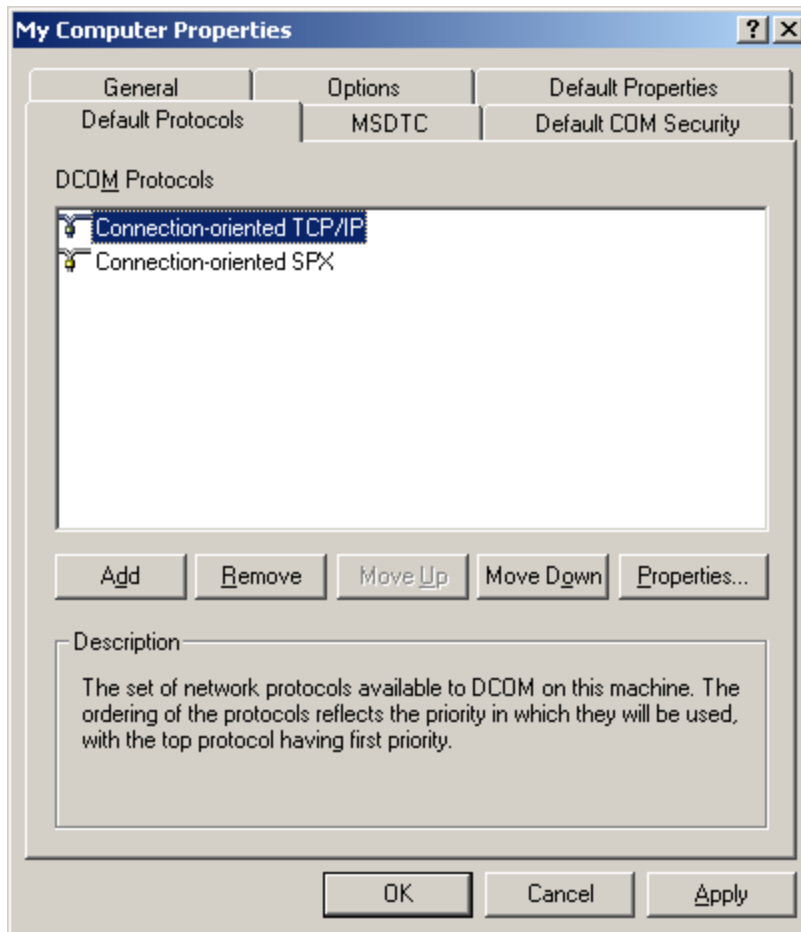 My Computer Properties
General Options Default Properties
Default Protocols MSDTC Default COM Security
DCOM Protocols
Connection-oriented TCP/IP
Connection-oriented SPX
Add Remove Move Up Move Down Properties...
Description
The set of network protocols available to DCOM on this machine. The
ordering of the protocols reflects the priority in which they will be used,
with the top protocol having first priority.
OK Cancel Apply